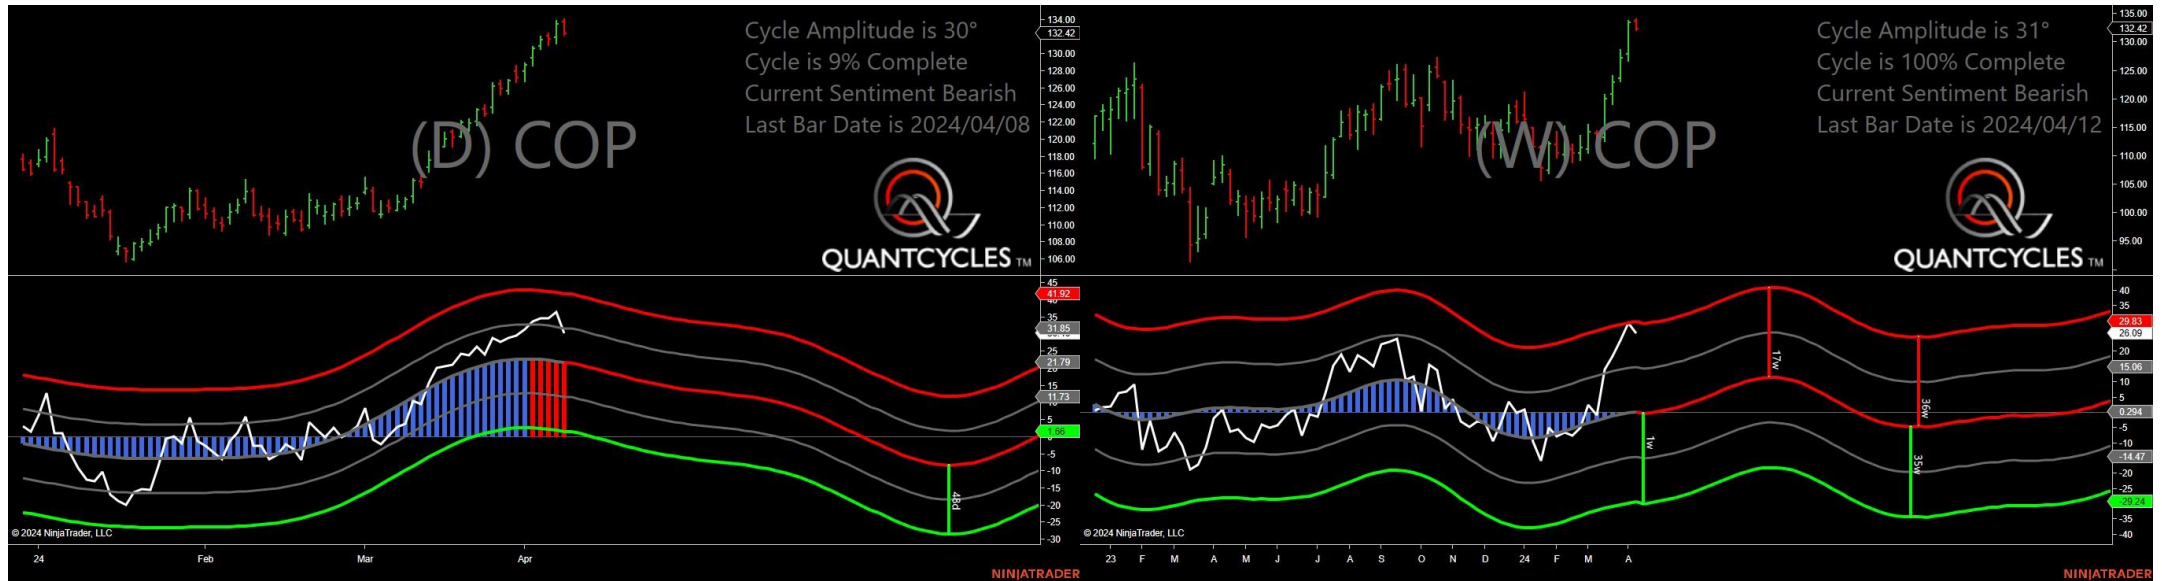 Cycle Amplitude is 30°
Cycle is 9% Complete
Current Sentiment Bearish
Last Bar Date is 2024/04/08
(D) COP
QUANTCYCLES TM
134.00
132.42
130.00
128.00
126.00
124.00
122.00
120.00
118.00
116.00
114.00
112.00
110.00
108.00
106.00
45
41.92
35
31.85
25
21.79
20
15
11.73
5
1.66
-5
-10
-15
-20
-25
-30
48d
© 2024 NinjaTrader, LLC
24 Feb Mar Apr
NINJATRADER
Cycle Amplitude is 31°
Cycle is 100% Complete
Current Sentiment Bearish
Last Bar Date is 2024/04/12
(W) COP
QUANTCYCLES TM
135.00
132.42
130.00
125.00
120.00
115.00
110.00
105.00
100.00
95.00
40
35
29.83
26.09
20
15.06
10
5
0.294
-5
-10
-14.47
-20
-25
-29.24
-35
-40
17w
36w
1w
35w
© 2024 NinjaTrader, LLC
23 F M A M J J A S O N D 24 F M A
NINJATRADER